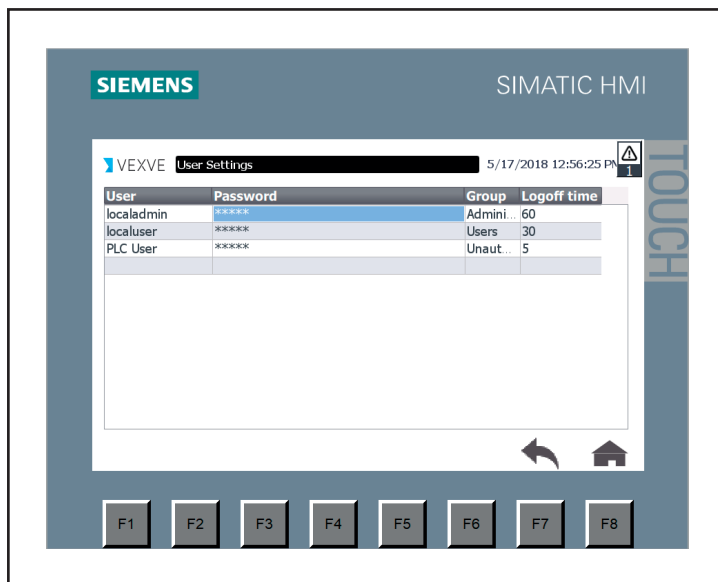 SIEMENS SIMATIC HMI
TOUCH
VEXVE User Settings 5/17/2018 12:56:25 PM
1
User Password Group Logoff time
localadmin ***** Admini... 60
localuser ***** Users 30
PLC User ***** Unaut... 5
F1 F2 F3 F4 F5 F6 F7 F8